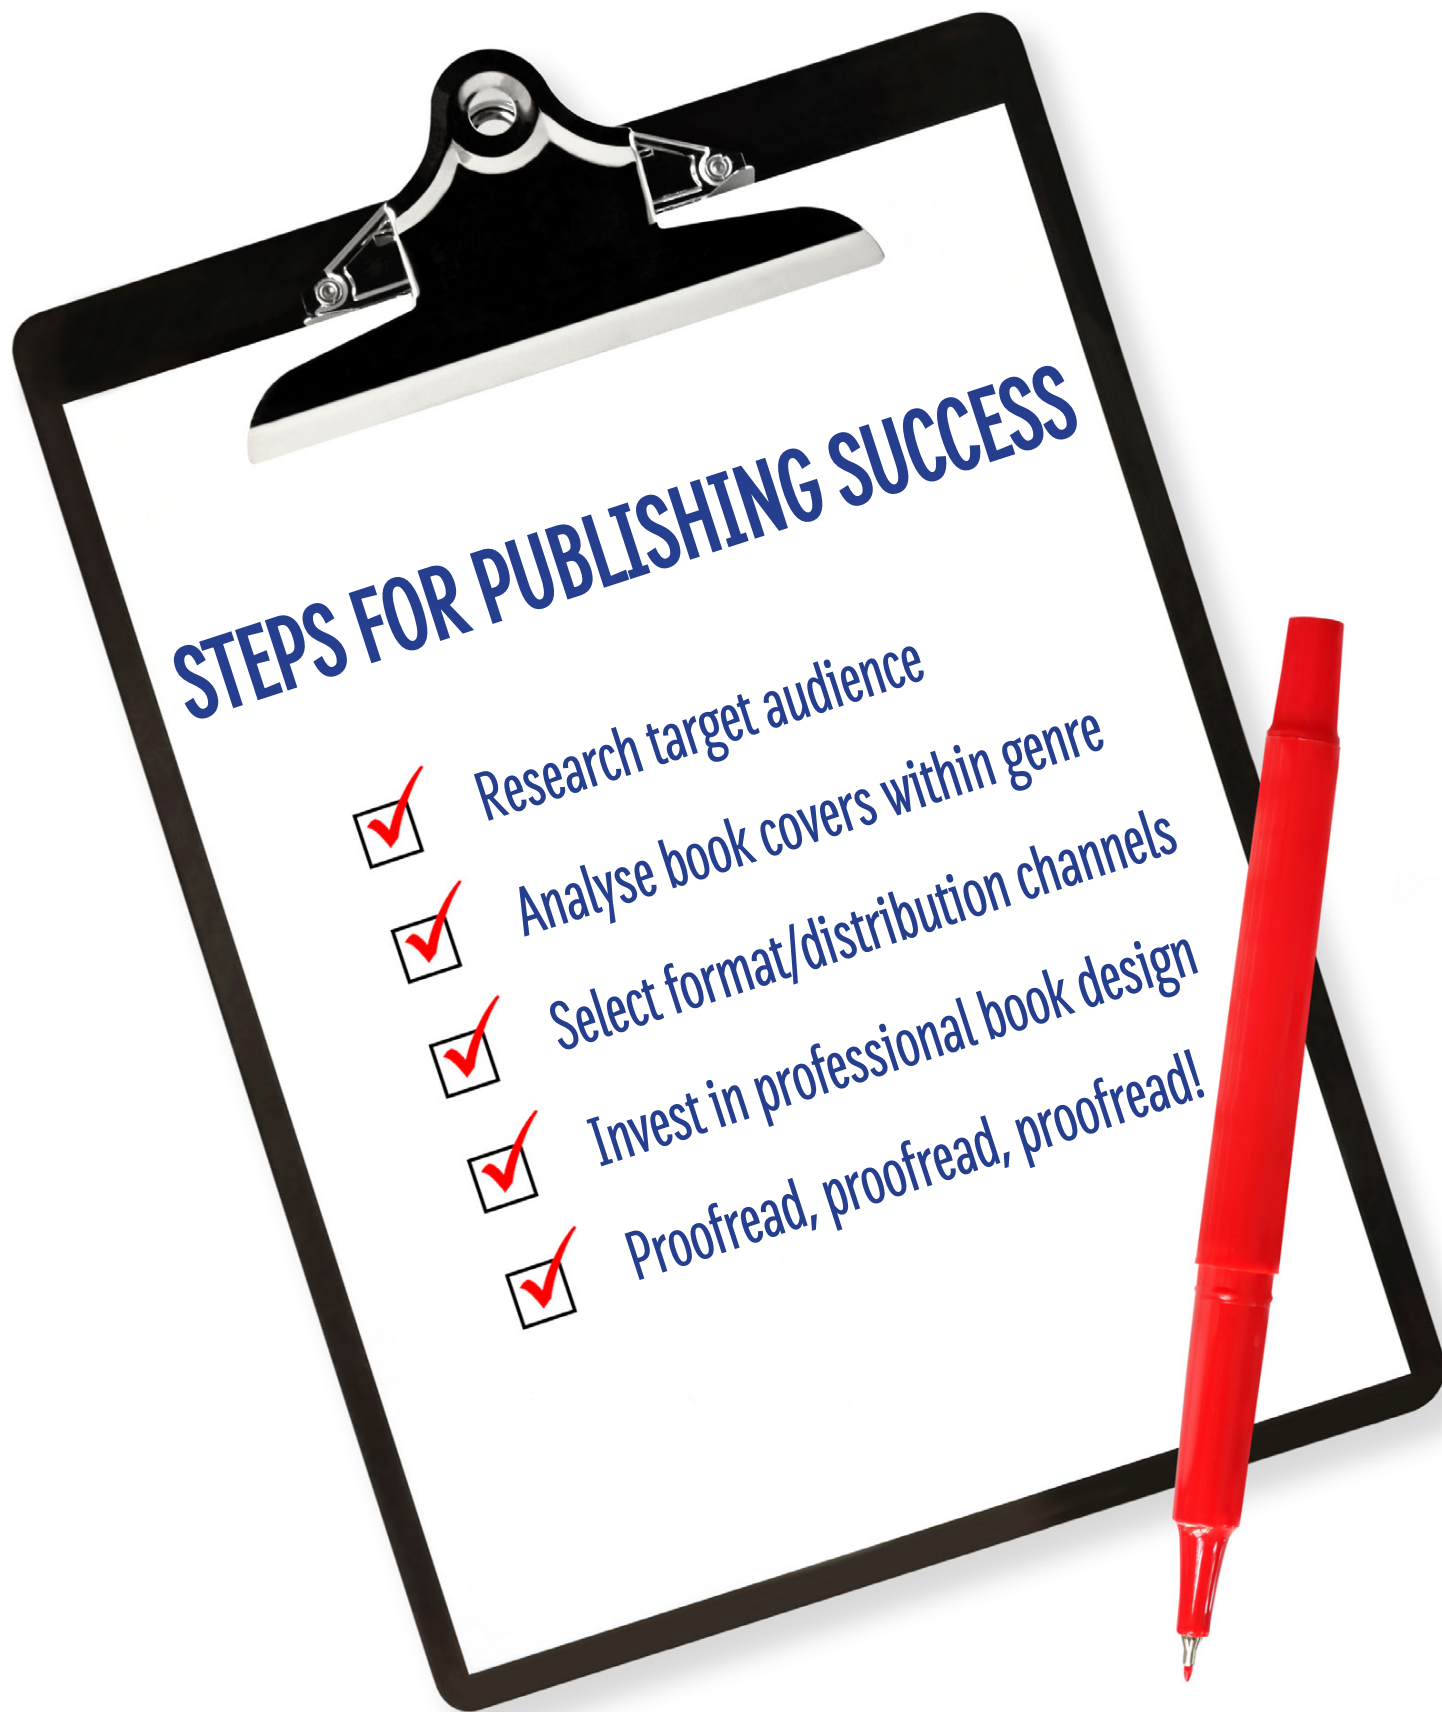 STEPS FOR PUBLISHING SUCCESS
Research target audience
Analyse book covers within genre
Select format/distribution channels
Invest in professional book design
Proofread, proofread, proofread!